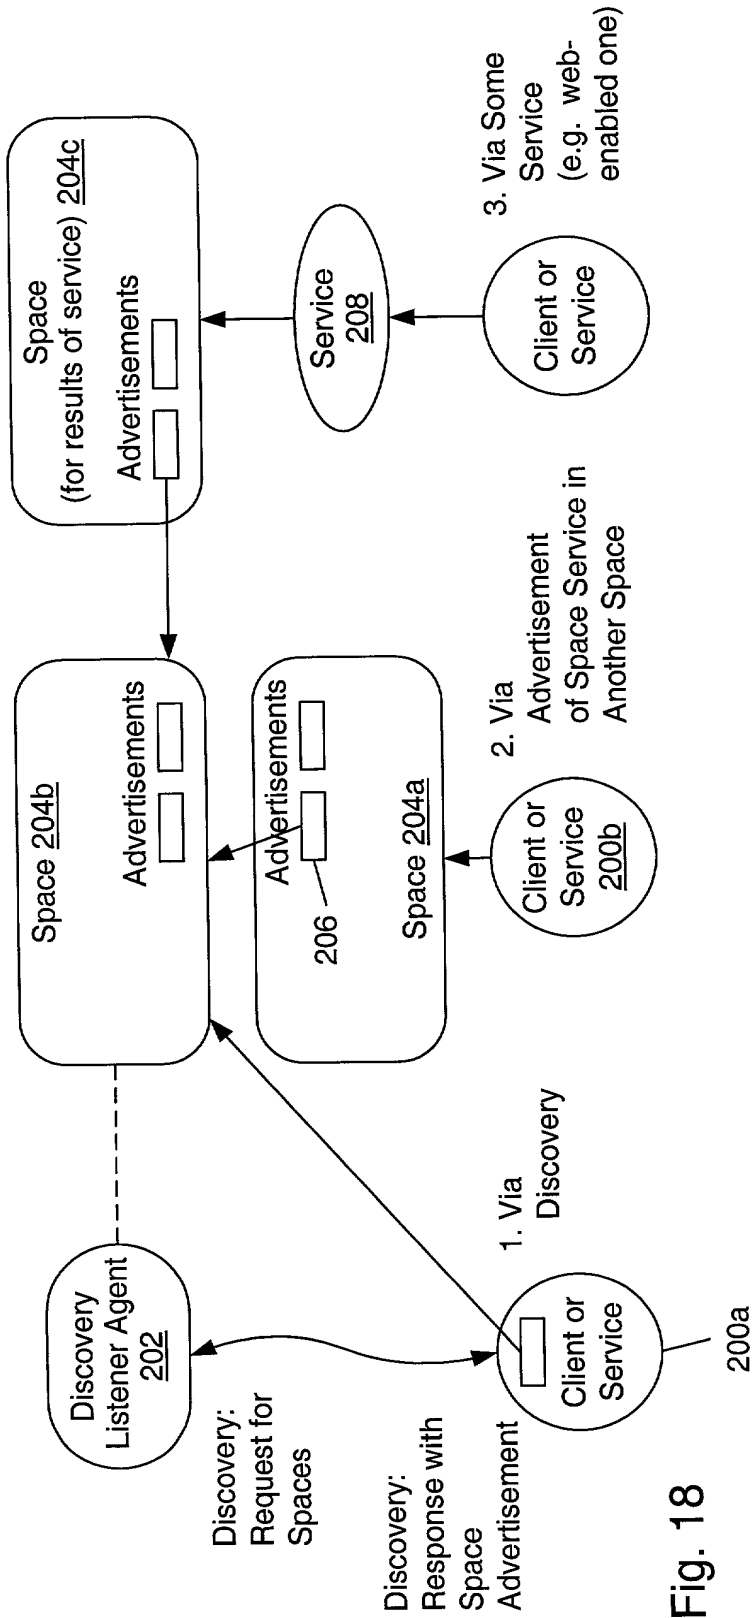 Discovery
Listener Agent
202
Discovery:
Request for
Spaces
Discovery:
Response with
Space
Advertisement
Client or
Service
200a
1. Via
Discovery
Space 204b
Advertisements
Advertisements
206
Space 204a
Client or
Service
200b
2. Via
Advertisement
of Space Service in
Another Space
Space
(for results of service) 204c
Advertisements
Service
208
Client or
Service
3. Via Some
Service
(e.g. web-
enabled one)
Fig. 18